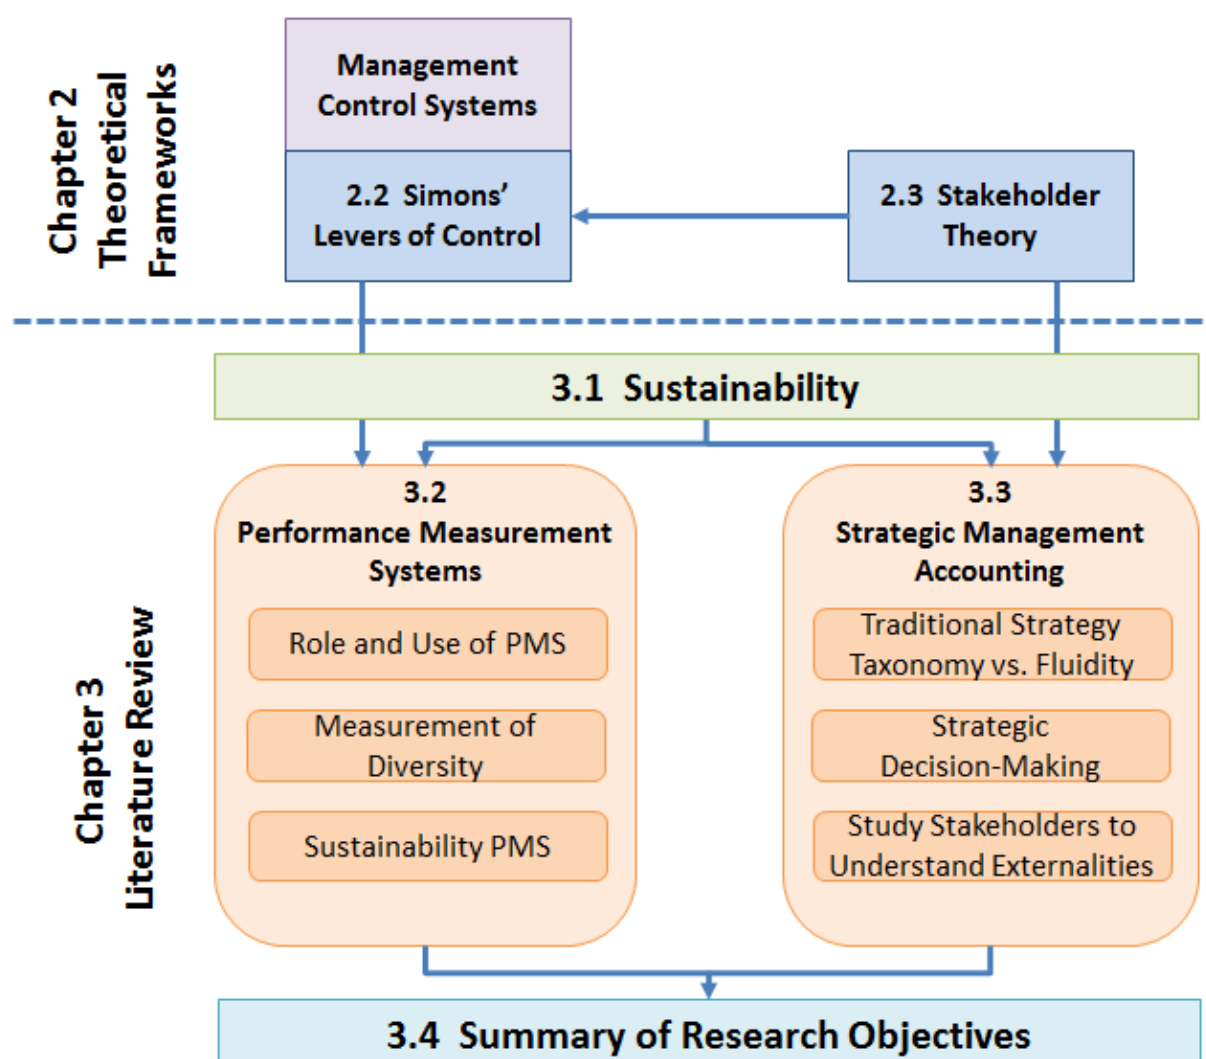 Chapter 2
Theoretical
Frameworks
Management
Control Systems
2.2 Simons’
Levers of Control
2.3 Stakeholder
Theory
3.1 Sustainability
Chapter 3
Literature Review
3.2
Performance Measurement
Systems
Role and Use of PMS
Measurement of
Diversity
Sustainability PMS
3.3
Strategic Management
Accounting
Traditional Strategy
Taxonomy vs. Fluidity
Strategic
Decision-Making
Study Stakeholders to
Understand Externalities
3.4 Summary of Research Objectives